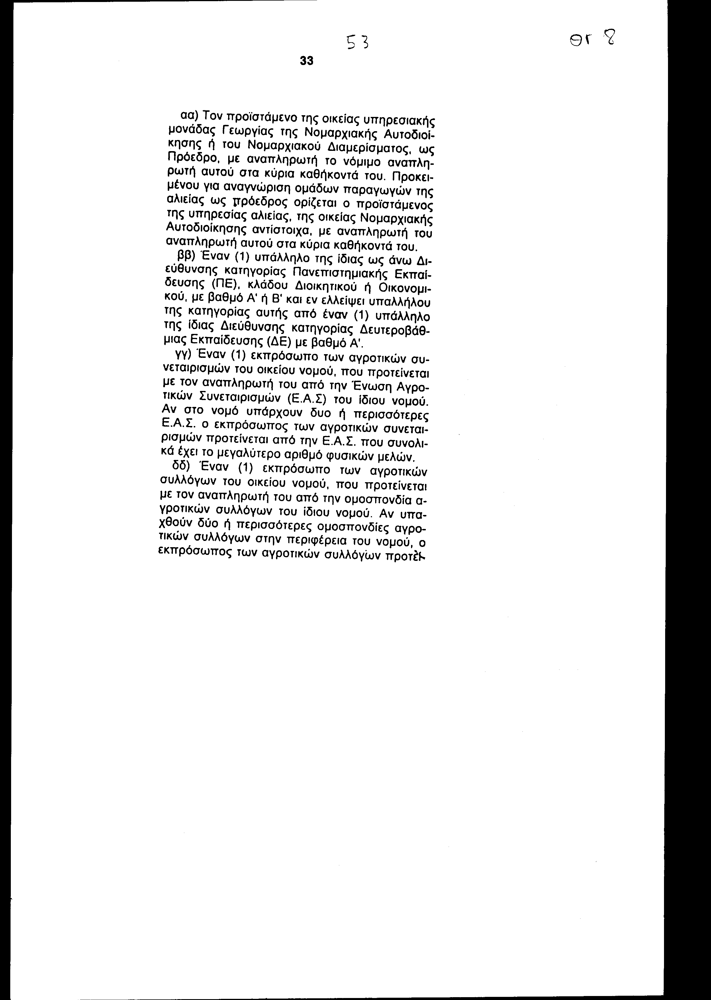 53
θτ 8
33
αα) Τον προϊστάμενο της οικείας υπηρεσιακής
μονάδας Γεωργίας της Νομαρχιακής Αυτοδιοί-
κησης ή του Νομαρχιακού Διαμερίσματος, ως
Πρόεδρο, με αναπληρωτή το νόμιμο αναπλη-
ρωτή αυτού στα κύρια καθήκοντά του. Προκει-
μένου για αναγνώριση ομάδων παραγωγών της
αλιείας ως πρόεδρος ορίζεται ο προϊστάμενος
της υπηρεσίας αλιείας, της οικείας Νομαρχιακής
Αυτοδιοίκησης αντίστοιχα, με αναπληρωτή του
αναπληρωτή αυτού στα κύρια καθήκοντά του.
ββ) Έναν (1) υπάλληλο της ίδιας ως άνω Δι-
εύθυνσης κατηγορίας Πανεπιστημιακής Εκπαί-
δευσης (ΠΕ), κλάδου Διοικητικού ή Οικονομι-
κού, με βαθμό Α' ή Β' και εν ελλείψει υπαλλήλου
της κατηγορίας αυτής από έναν (1) υπάλληλο
της ίδιας Διεύθυνσης κατηγορίας Δευτεροβάθ-
μιας Εκπαίδευσης (ΔΕ) με βαθμό Α'.
γγ) Έναν (1) εκπρόσωπο των αγροτικών συ-
νεταιρισμών του οικείου νομού, που προτείνεται
με τον αναπληρωτή του από την Ένωση Αγρο-
τικών Συνεταιρισμών (Ε.Α.Σ) του ίδιου νομού.
Αν στο νομό υπάρχουν δυο ή περισσότερες
Ε.Α.Σ. ο εκπρόσωπος των αγροτικών συνεται-
ρισμών προτείνεται από την Ε.Α.Σ. που συνολι-
κά έχει το μεγαλύτερο αριθμό φυσικών μελών.
δδ) Έναν (1) εκπρόσωπο των αγροτικών
συλλόγων του οικείου νομού, που προτείνεται
με τον αναπληρωτή του από την ομοσπονδία α-
γροτικών συλλόγων του ίδιου νομού. Αν υπα-
χθούν δύο ή περισσότερες ομοσπονδίες αγρο-
τικών συλλόγων στην περιφέρεια του νομού, ο
εκπρόσωπος των αγροτικών συλλόγων